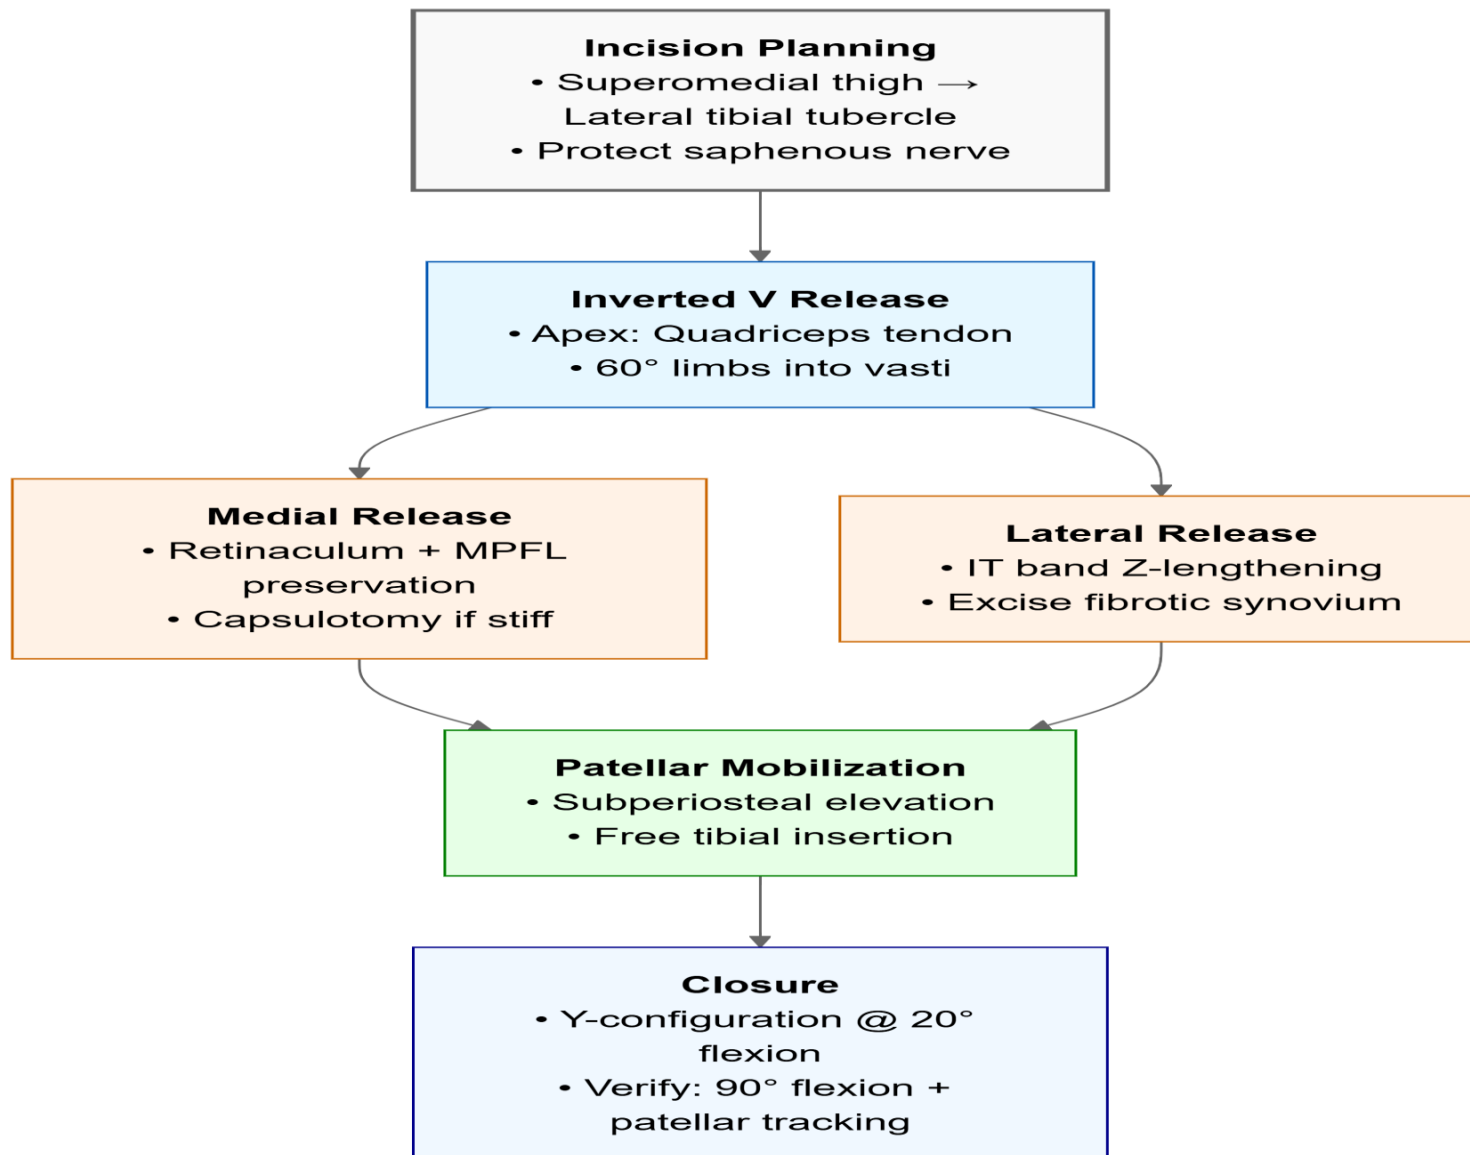 Incision Planning
• Superomedial thigh →
Lateral tibial tubercle
• Protect saphenous nerve
Inverted V Release
• Apex: Quadriceps tendon
• 60° limbs into vasti
Medial Release
• Retinaculum + MPFL
preservation
• Capsulotomy if stiff
Lateral Release
• IT band Z-lengthening
• Excise fibrotic synovium
Patellar Mobilization
• Subperiosteal elevation
• Free tibial insertion
Closure
• Y-configuration @ 20°
flexion
• Verify: 90° flexion +
patellar tracking